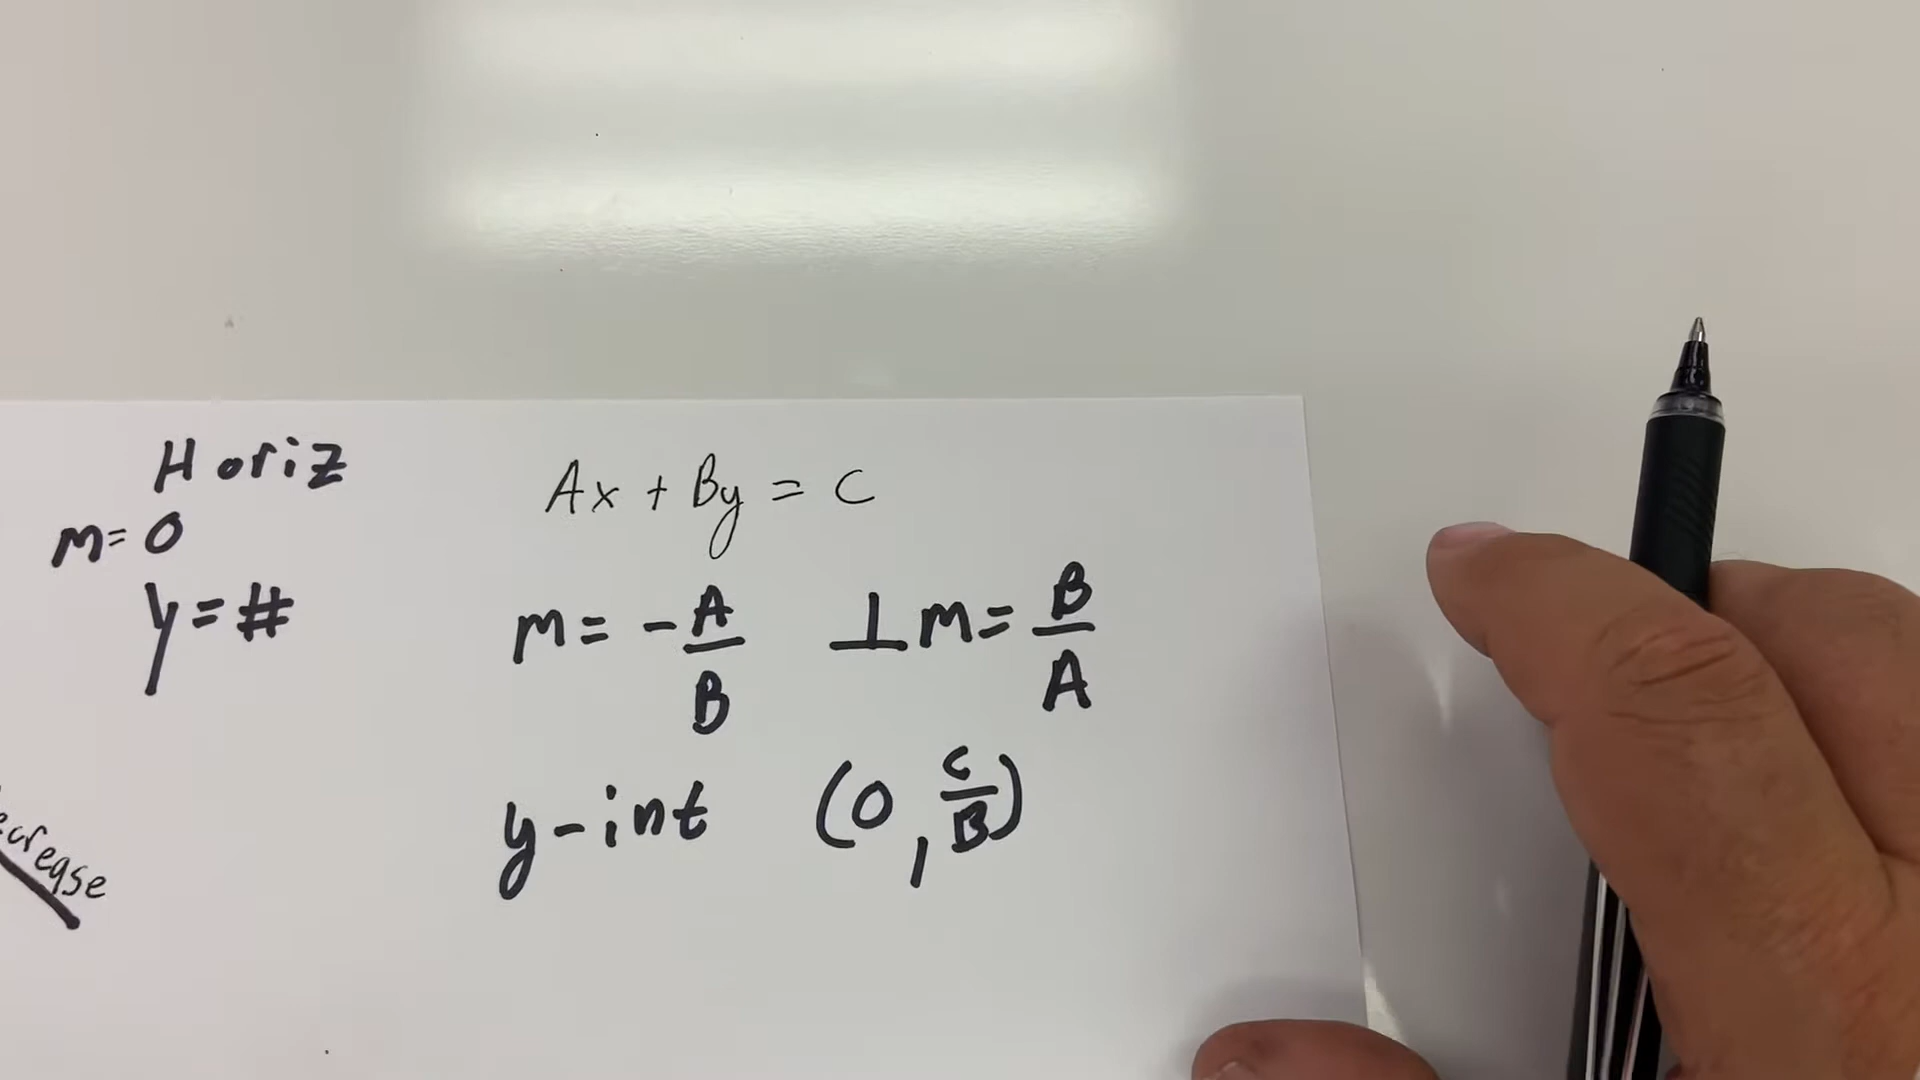 Horiz
m=0
y=#
Ax + By = C
m= -A/B ⊥m= B/A
y-int (0, C/B)